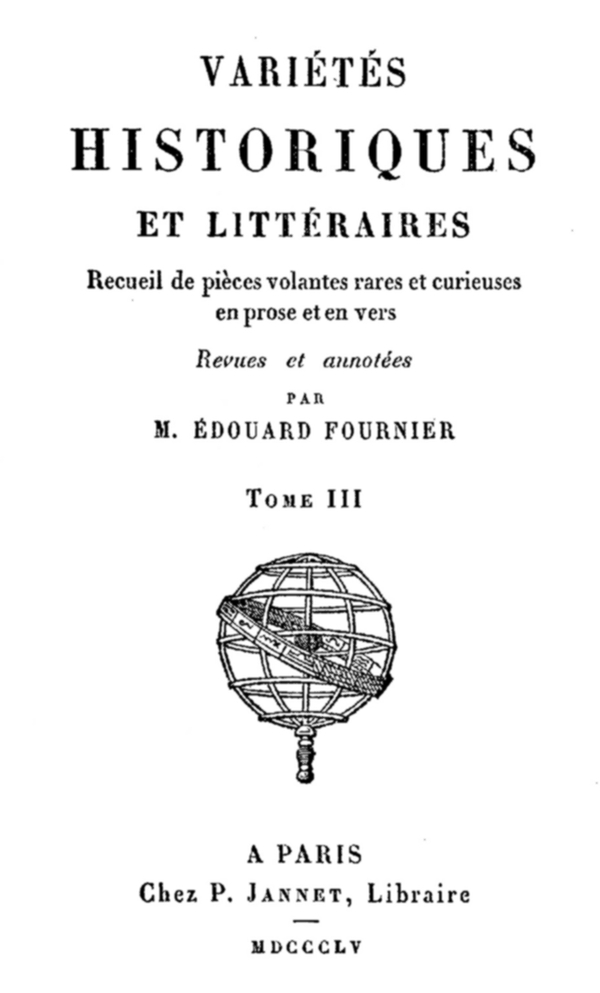 VARIÉTÉS
HISTORIQUES
ET LITTÉRAIRES
Recueil de pièces volantes rares et curieuses
en prose et en vers
Revues et annotées
PAR
M. ÉDOUARD FOURNIER
TOME III
A PARIS
Chez P. JANNET, Libraire
MDCCCLV